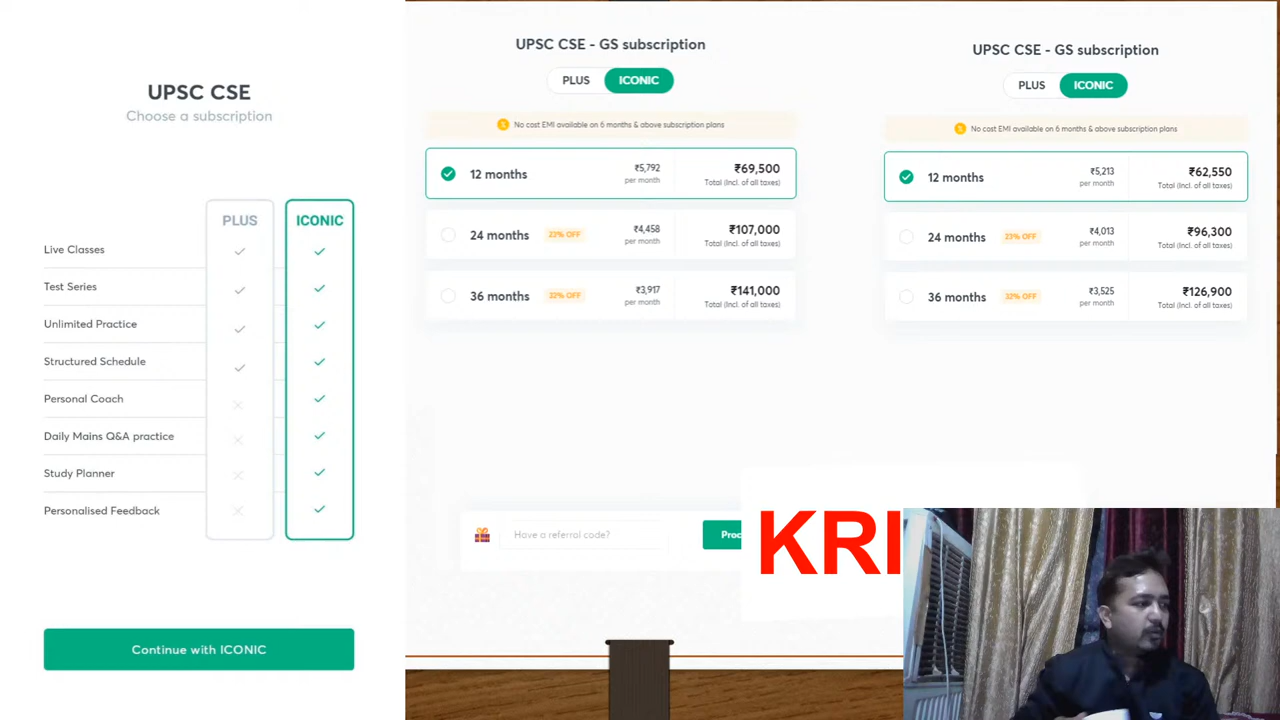 UPSC CSE
Choose a subscription
PLUS
ICONIC
Live Classes
Test Series
Unlimited Practice
Structured Schedule
Personal Coach
Daily Mains Q&A practice
Study Planner
Personalised Feedback
Continue with ICONIC
UPSC CSE - GS subscription
PLUS
ICONIC
No cost EMI available on 6 months & above subscription plans
12 months
₹5,792
per month
₹69,500
Total (Incl. of all taxes)
24 months
₹4,458
per month
₹107,000
Total (Incl. of all taxes)
36 months
₹3,917
per month
₹141,000
Total (Incl. of all taxes)
Have a referral code?
Proc
KRI
UPSC CSE - GS subscription
PLUS
ICONIC
No cost EMI available on 6 months & above subscription plans
12 months
₹5,213
per month
₹62,550
Total (Incl. of all taxes)
24 months
23% OFF
₹4,013
per month
₹96,300
Total (Incl. of all taxes)
36 months
32% OFF
₹3,525
per month
₹126,900
Total (Incl. of all taxes)